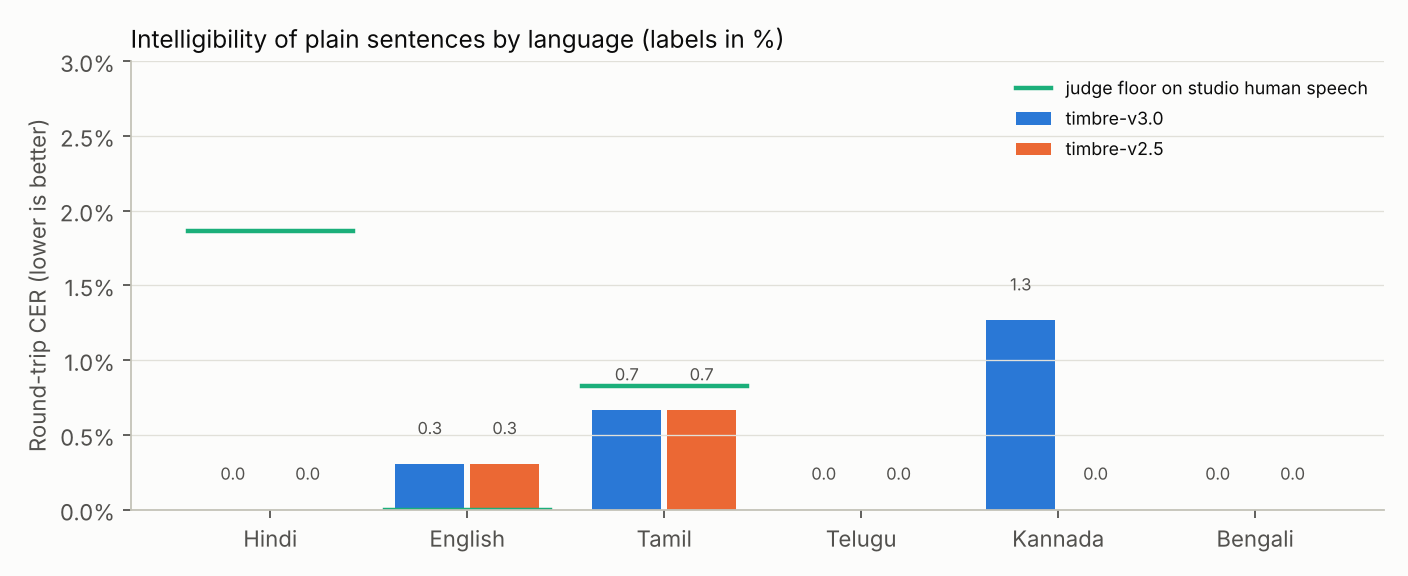 Intelligibility of plain sentences by language (labels in %)
3.0%
2.5%
2.0%
1.5%
1.0%
0.5%
0.0%
Round-trip CER (lower is better)
judge floor on studio human speech
timbre-v3.0
timbre-v2.5
0.0 0.0 0.3 0.3 0.7 0.7 0.0 0.0 1.3 0.0 0.0 0.0
Hindi English Tamil Telugu Kannada Bengali